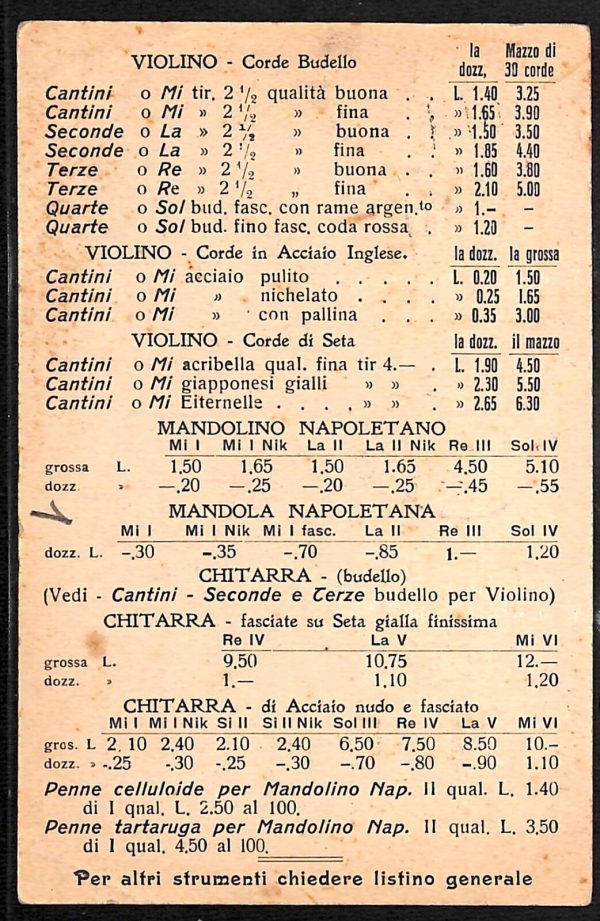 VIOLINO - Corde Budello la dozz, Mazzo di 30 corde
Cantini o Mi tir. 2 1/2 qualità buona . . L. 1.40 3.25
Cantini o Mi » 2 1/2 » fina . . » 1.65 3.90
Seconde o La » 2 1/2 » buona . . » 1.50 3.50
Seconde o La » 2 1/2 » fina . . » 1.85 4.40
Terze o Re » 2 1/2 » buona . . » 1.60 3.80
Terze o Re » 2 1/2 „ fina . . » 2.10 5.00
Quarte o Sol bud. fasc. con rame argen.to » 1.- –
Quarte o Sol bud. fino fasc. coda rossa . » 1.20 –
VIOLINO - Corde in Acciaio Inglese. la dozz. la grossa
Cantini o Mi acciaio pulito . . . . . L. 0.20 1.50
Cantini o Mi » nichelato . . . . » 0.25 1.65
Cantini o Mi » con pallina . . . » 0.35 3.00
VIOLINO - Corde di Seta la dozz. il mazzo
Cantini o Mi acribella qual. fina tir 4.— . L. 1.90 4.50
Cantini o Mi giapponesi gialli » » . » 2.30 5.50
Cantini o Mi Eiternelle . . . . » » . » 2.65 6.30
MANDOLINO NAPOLETANO
Mi I Mi I Nik La II La II Nik Re III Sol IV
grossa L. 1,50 1,65 1,50 1.65 4,50 5.10
dozz. » —.20 —.25 —.20 —.25 —.45 —.55
MANDOLA NAPOLETANA
Mi I Mi I Nik Mi I fasc. La II Re III Sol IV
dozz. L. -.30 -.35 -.70 -.85 1.— 1,20
CHITARRA - (budello)
(Vedi - Cantini - Seconde e Terze budello per Violino)
CHITARRA - fasciate su Seta gialla finissima
Re IV La V Mi VI
grossa L. 9,50 10,75 12.—
dozz. » 1.— 1,10 1,20
CHITARRA - di Acciaio nudo e fasciato
Mi I Mi I Nik Si II Si II Nik Sol III Re IV La V Mi VI
gros. L 2.10 2,40 2.10 2,40 6,50 7,50 8.50 10.-
dozz. » -.25 -.30 -.25 -.30 -.70 -.80 -.90 1.10
Penne celluloide per Mandolino Nap. II qual. L. 1.40
di I qnal. L. 2.50 al 100.
Penne tartaruga per Mandolino Nap. II qual. L. 3,50
di I qual. 4,50 al 100.
Per altri strumenti chiedere listino generale